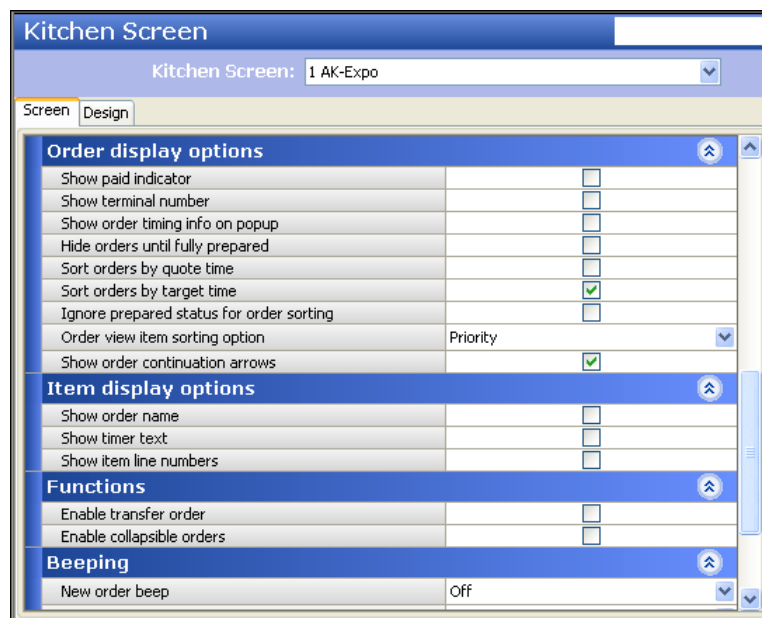 Kitchen Screen
Kitchen Screen: 1 AK-Expo
Screen Design
Order display options
Show paid indicator
Show terminal number
Show order timing info on popup
Hide orders until fully prepared
Sort orders by quote time
Sort orders by target time
Ignore prepared status for order sorting
Order view item sorting option Priority
Show order continuation arrows
Item display options
Show order name
Show timer text
Show item line numbers
Functions
Enable transfer order
Enable collapsible orders
Beeping
New order beep Off